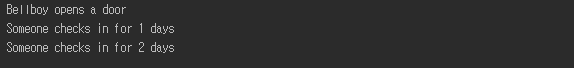 Bellboy opens a door
Someone checks in for 1 days
Someone checks in for 2 days